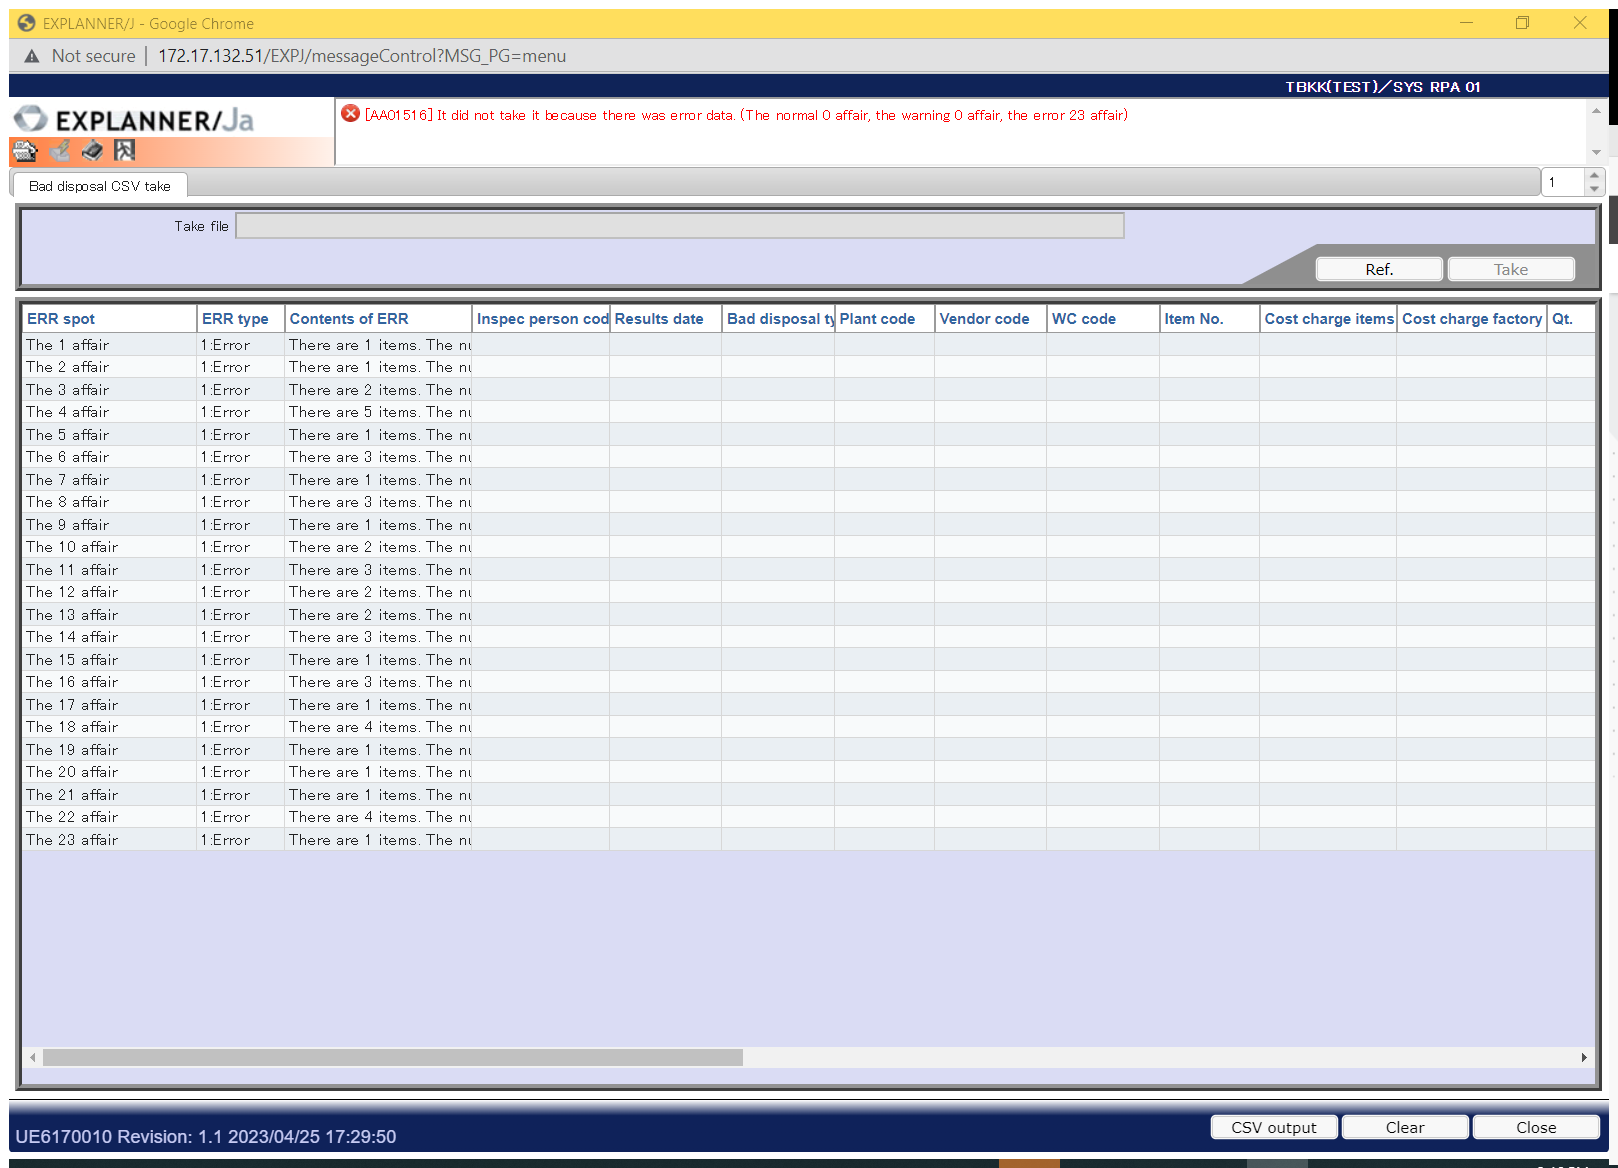 EXPLANNER/J - Google Chrome
Not secure | 172.17.132.51/EXPJ/messageControl?MSG_PG=menu
TBKK(TEST)／SYS RPA 01
EXPLANNER/Ja
[AA01516] It did not take it because there was error data. (The normal 0 affair, the warning 0 affair, the error 23 affair)
Bad disposal CSV take
1
Take file
Ref. Take
ERR spot ERR type Contents of ERR Inspec person cod Results date Bad disposal ty Plant code Vendor code WC code Item No. Cost charge items Cost charge factory Qt.
The 1 affair 1:Error There are 1 items. The nu
The 2 affair 1:Error There are 1 items. The nu
The 3 affair 1:Error There are 2 items. The nu
The 4 affair 1:Error There are 5 items. The nu
The 5 affair 1:Error There are 1 items. The nu
The 6 affair 1:Error There are 3 items. The nu
The 7 affair 1:Error There are 1 items. The nu
The 8 affair 1:Error There are 3 items. The nu
The 9 affair 1:Error There are 1 items. The nu
The 10 affair 1:Error There are 2 items. The nu
The 11 affair 1:Error There are 3 items. The nu
The 12 affair 1:Error There are 2 items. The nu
The 13 affair 1:Error There are 2 items. The nu
The 14 affair 1:Error There are 3 items. The nu
The 15 affair 1:Error There are 1 items. The nu
The 16 affair 1:Error There are 3 items. The nu
The 17 affair 1:Error There are 1 items. The nu
The 18 affair 1:Error There are 4 items. The nu
The 19 affair 1:Error There are 1 items. The nu
The 20 affair 1:Error There are 1 items. The nu
The 21 affair 1:Error There are 1 items. The nu
The 22 affair 1:Error There are 4 items. The nu
The 23 affair 1:Error There are 1 items. The nu
UE6170010 Revision: 1.1 2023/04/25 17:29:50
CSV output Clear Close